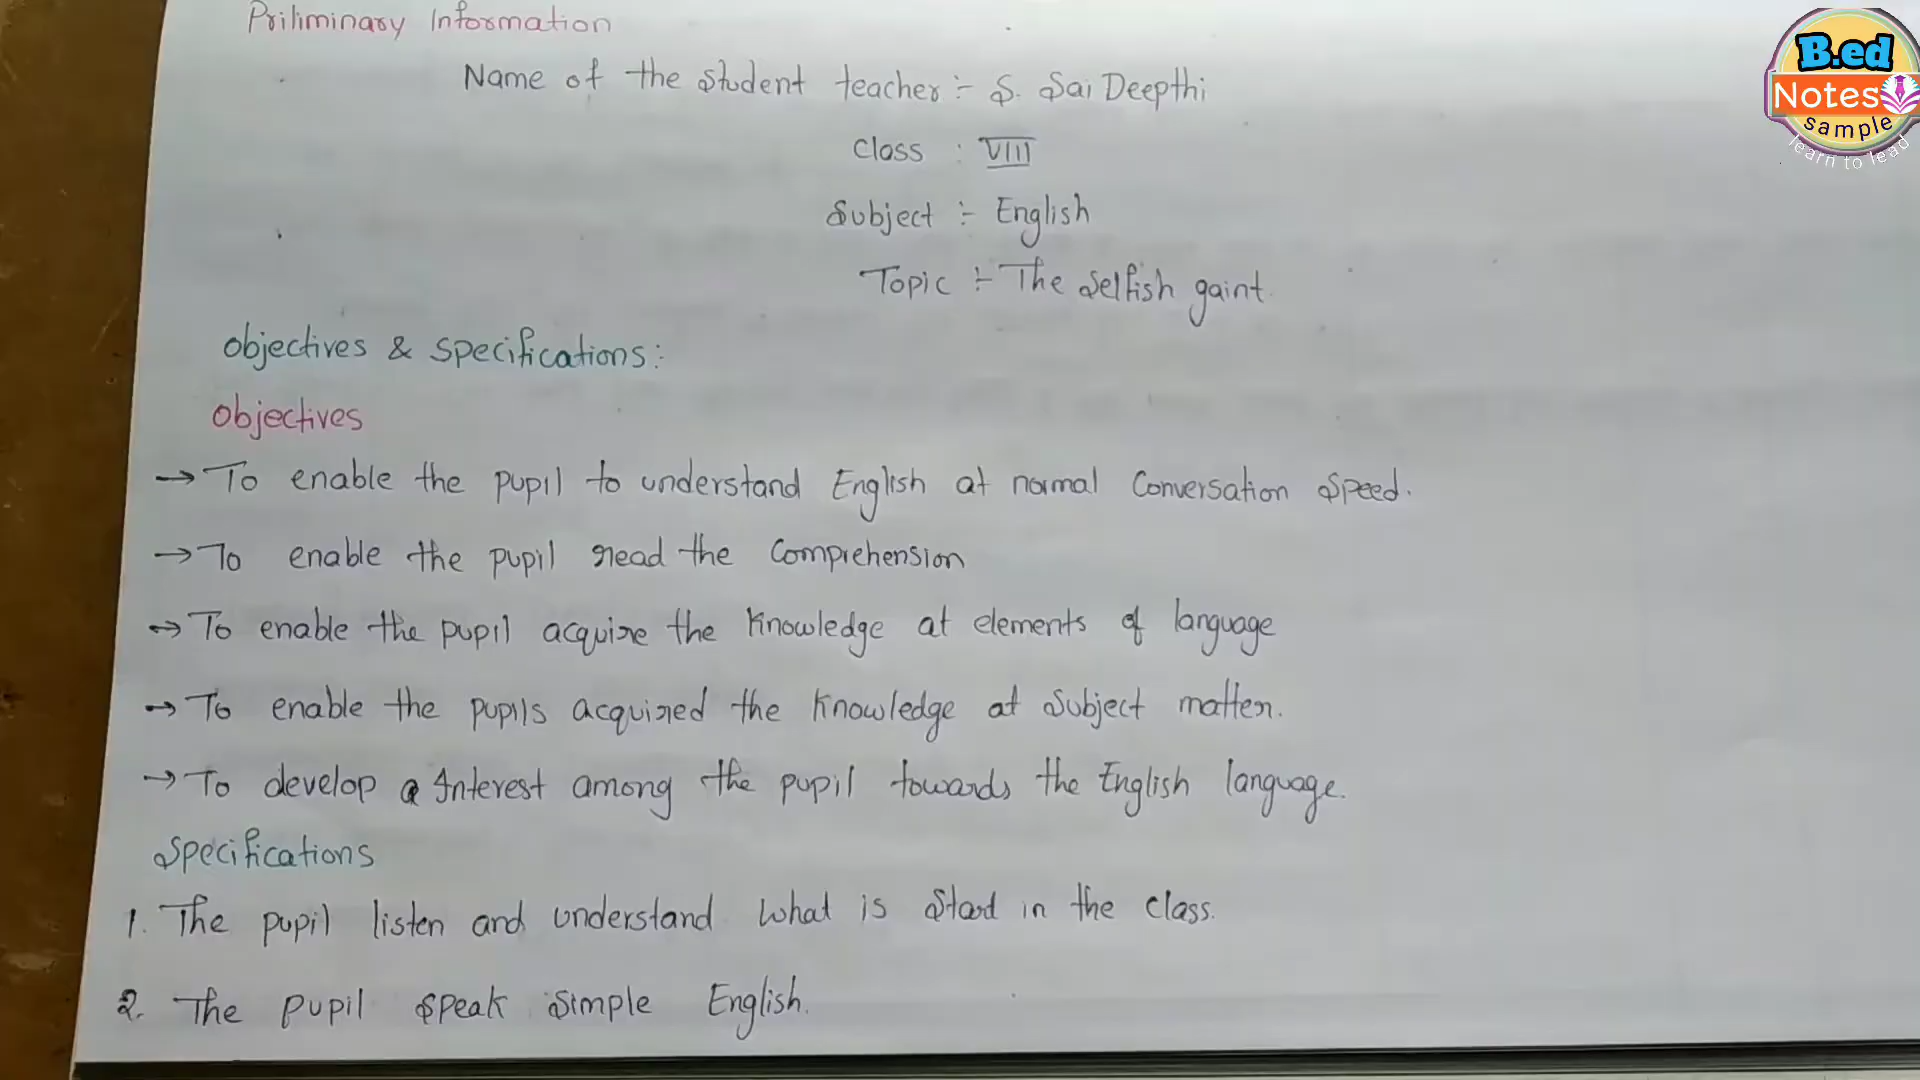 Priliminary Information
Name of the student teacher :- S. Sai Deepthi
Class : VIII
Subject :- English
Topic :- The Selfish gaint.
Objectives & Specifications:
Objectives
→ To enable the pupil to understand English at normal Conversation Speed.
→ To enable the pupil read the Comprehension
→ To enable the pupil acquire the Knowledge at elements of language
→ To enable the pupils acquired the Knowledge at Subject matter.
→ To develop a Interest among the pupil towards the English language.
Specifications
1. The pupil listen and understand what is Stard in the class.
2. The pupil Speak Simple English.
B.ed
Notes
sample
learn to lead